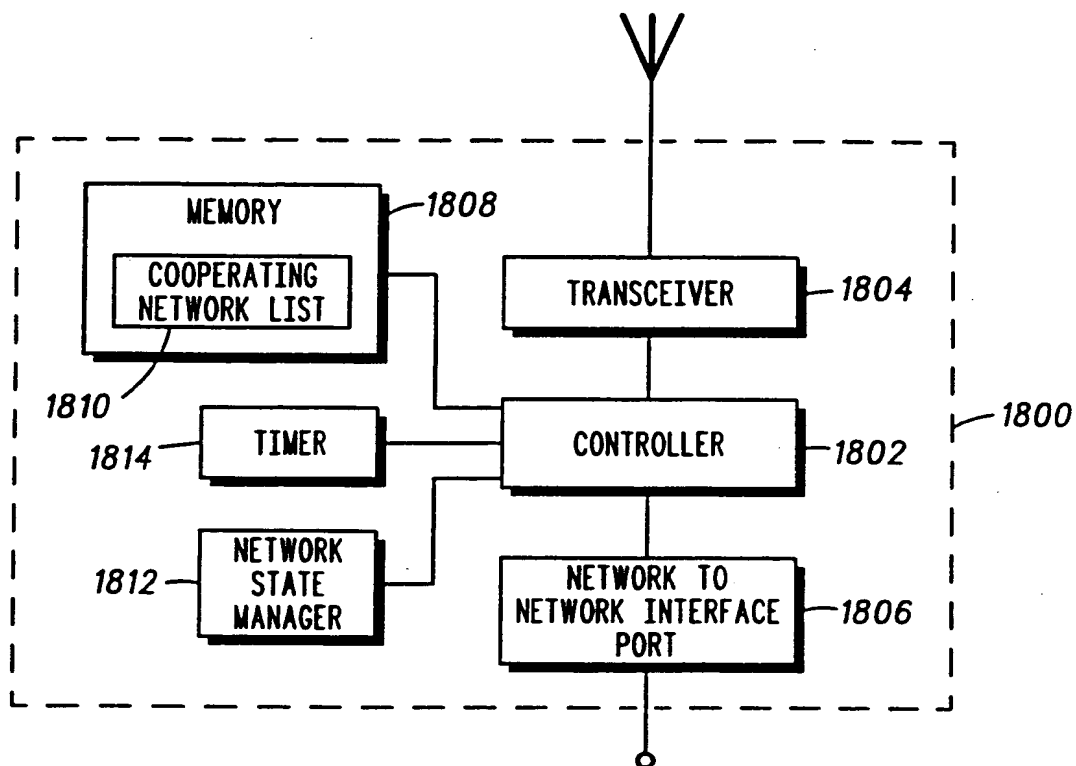 MEMORY
1808
COOPERATING
NETWORK LIST
1810
TRANSCEIVER
1804
TIMER
1814
CONTROLLER
1802
1800
NETWORK
STATE
MANAGER
1812
NETWORK TO
NETWORK INTERFACE
PORT
1806